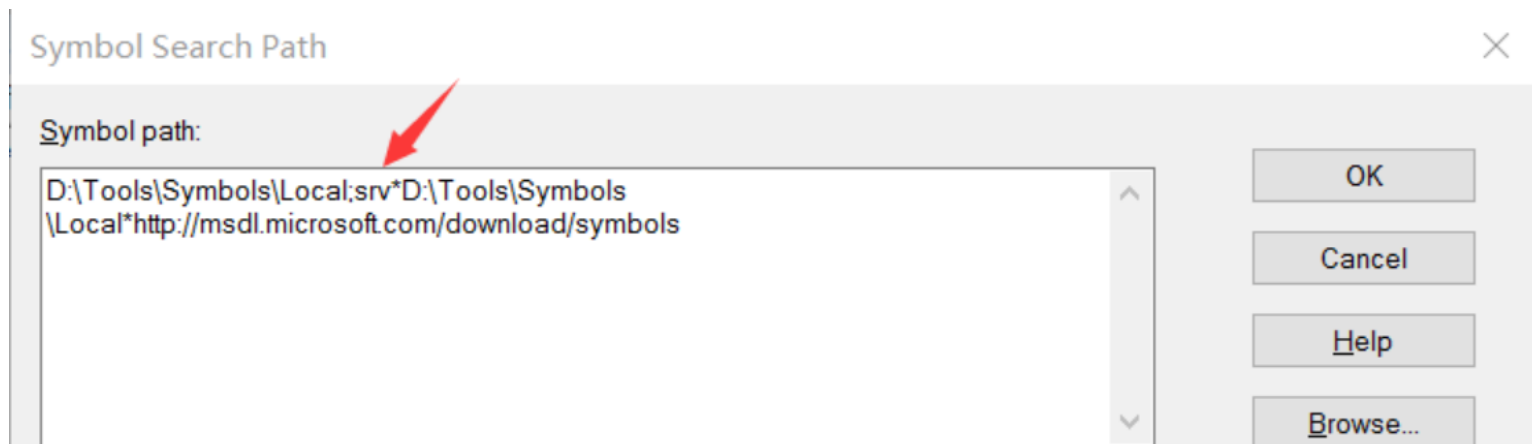 Symbol Search Path
Symbol path:
D:\Tools\Symbols\Local;srv*D:\Tools\Symbols
\Local*http://msdl.microsoft.com/download/symbols
OK
Cancel
Help
Browse...